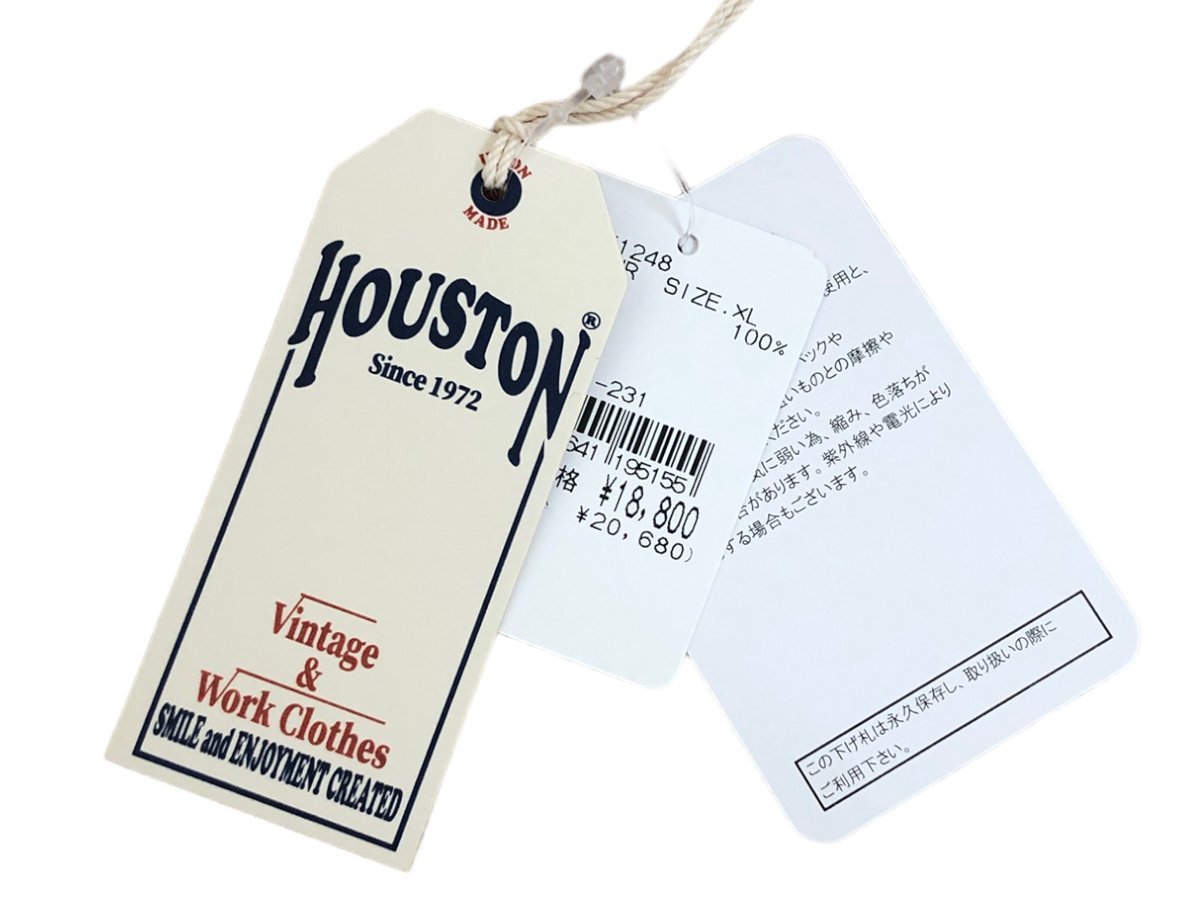 UNION
MADE
HOUSTON®
Since 1972
Vintage
&
Work Clothes
SMILE and ENJOYMENT CREATED
1248
R SIZE.XL
100%
-231
641 195155
格 ¥18,800
¥20,680)
使用と、
ックや
いものとの摩擦や
ください。
気に弱い為、縮み、色落ちが
合があります。紫外線や電光により
する場合もございます。
この下げ札は永久保存し、取り扱いの際に
ご利用下さい。